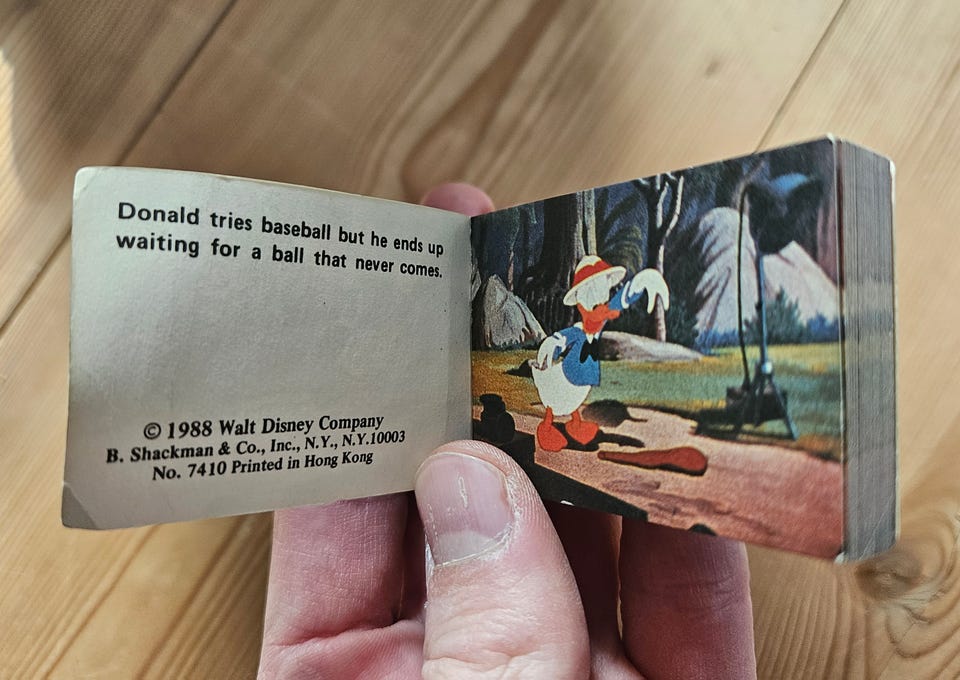 Donald tries baseball but he ends up
waiting for a ball that never comes.
© 1988 Walt Disney Company
B. Shackman & Co., Inc., N.Y., N.Y.10003
No. 7410 Printed in Hong Kong